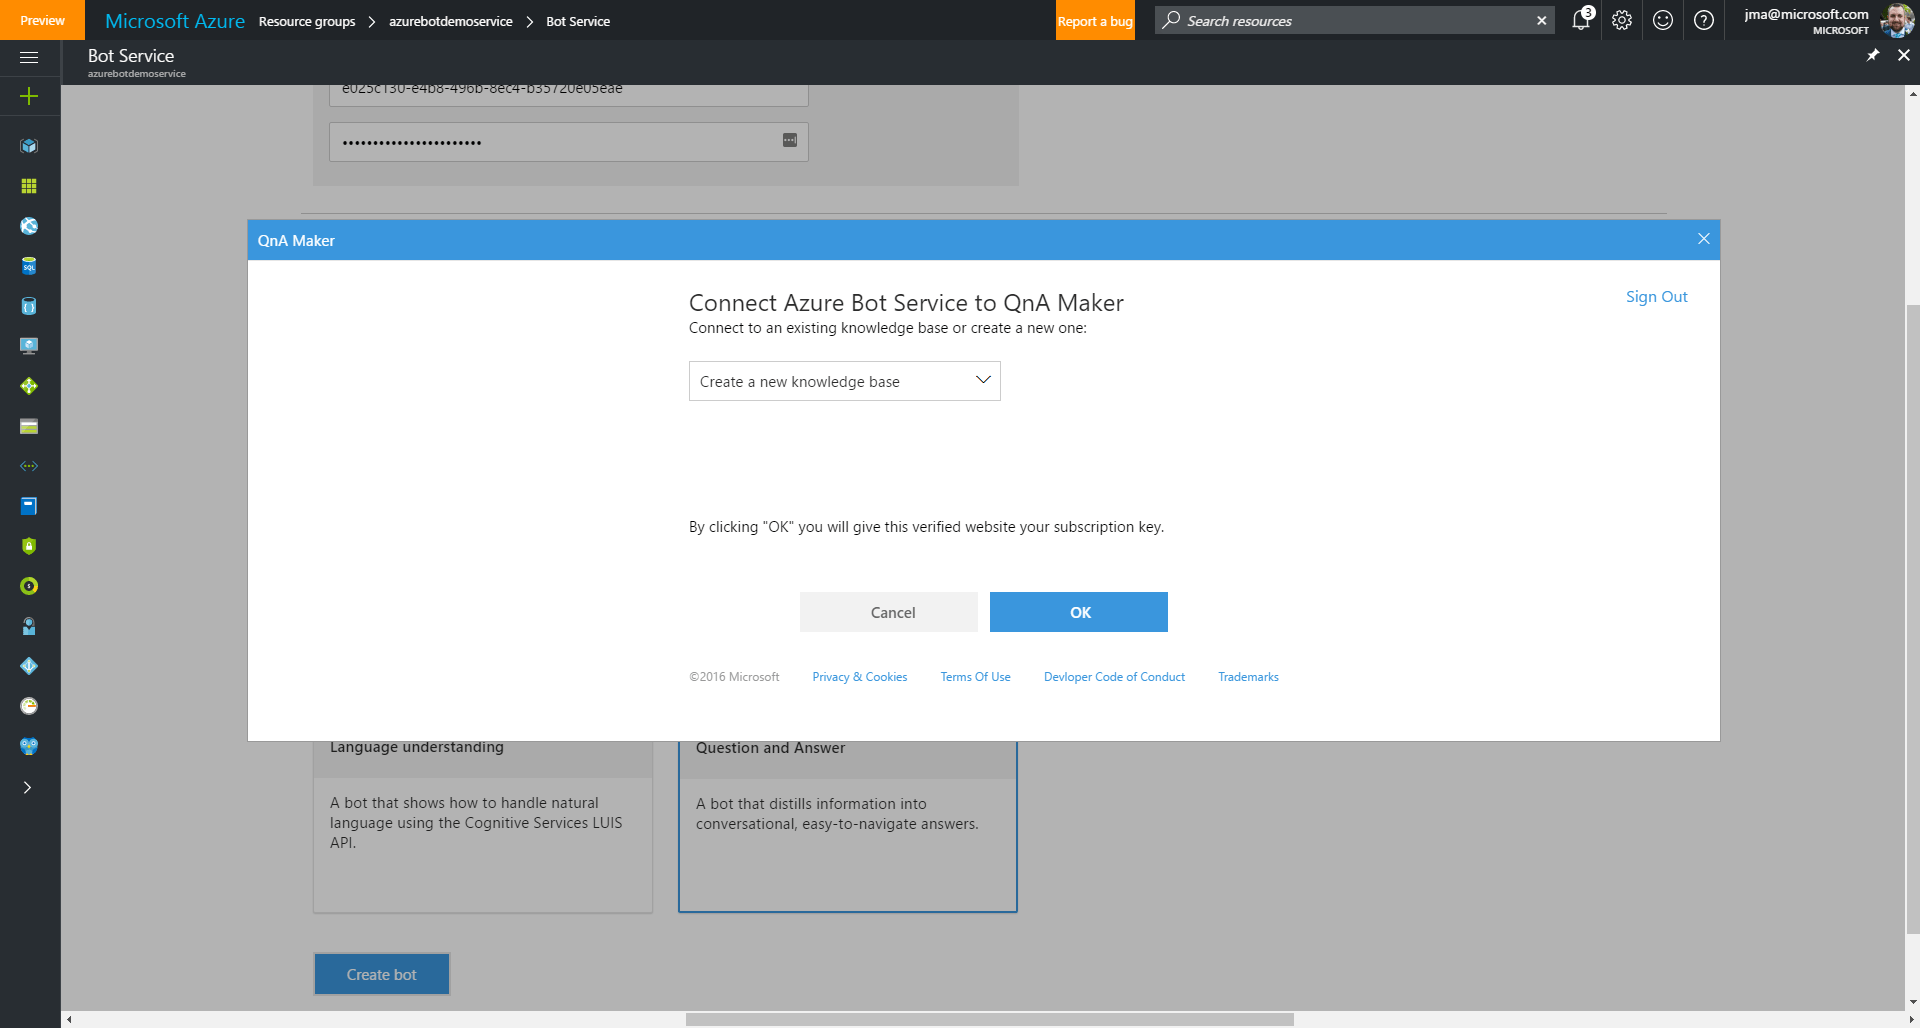 Preview
Microsoft Azure
Resource groups > azurebotdemoservice > Bot Service
Report a bug
Search resources
3
jma@microsoft.com
MICROSOFT
Bot Service
azurebotdemoservice
e025c130-e4b8-496b-8ec4-b35720e05eae
•••••••••••••••••••••••
SQL
QnA Maker
Sign Out
Connect Azure Bot Service to QnA Maker
Connect to an existing knowledge base or create a new one:
Create a new knowledge base
By clicking "OK" you will give this verified website your subscription key.
Cancel
OK
©2016 Microsoft
Privacy & Cookies
Terms Of Use
Devloper Code of Conduct
Trademarks
Language understanding
A bot that shows how to handle natural
language using the Cognitive Services LUIS
API.
Question and Answer
A bot that distills information into
conversational, easy-to-navigate answers.
Create bot